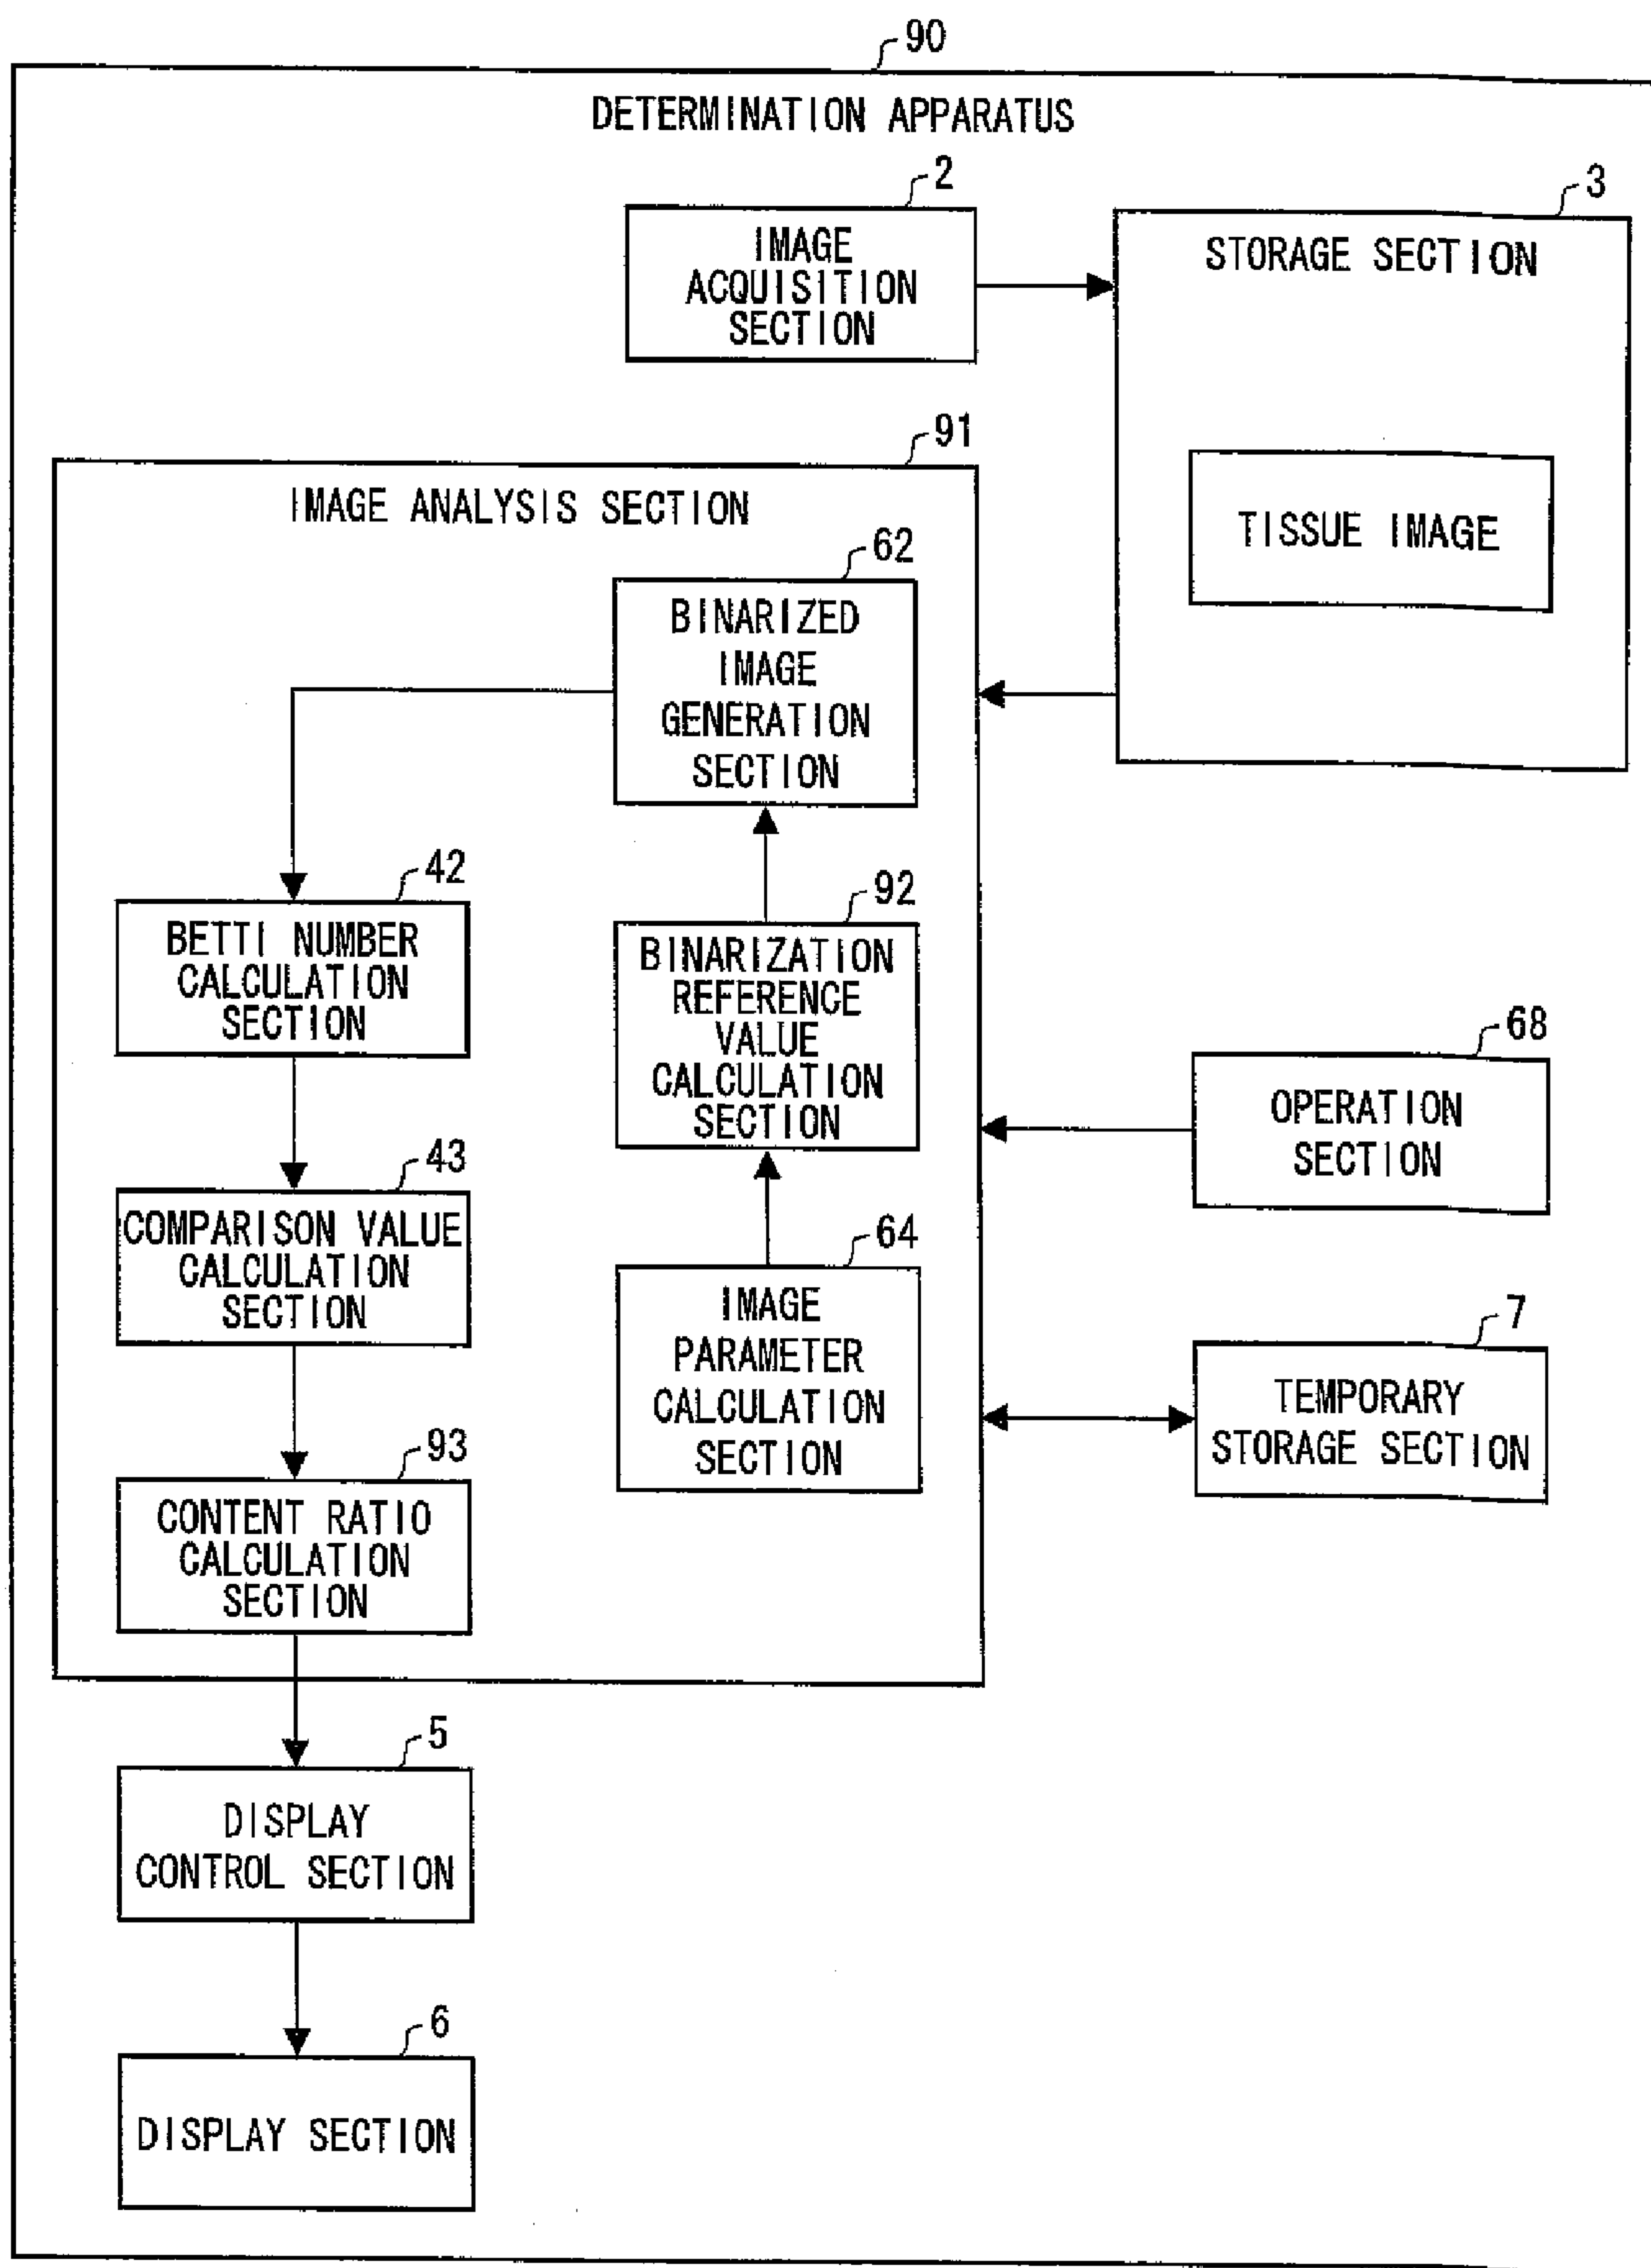 90
DETERMINATION APPARATUS
2
IMAGE
ACQUISITION
SECTION
3
STORAGE SECTION
TISSUE IMAGE
91
IMAGE ANALYSIS SECTION
62
BINARIZED
IMAGE
GENERATION
SECTION
42
BETTI NUMBER
CALCULATION
SECTION
92
BINARIZATION
REFERENCE
VALUE
CALCULATION
SECTION
68
OPERATION
SECTION
43
COMPARISON VALUE
CALCULATION
SECTION
64
IMAGE
PARAMETER
CALCULATION
SECTION
7
TEMPORARY
STORAGE SECTION
93
CONTENT RATIO
CALCULATION
SECTION
5
DISPLAY
CONTROL SECTION
6
DISPLAY SECTION